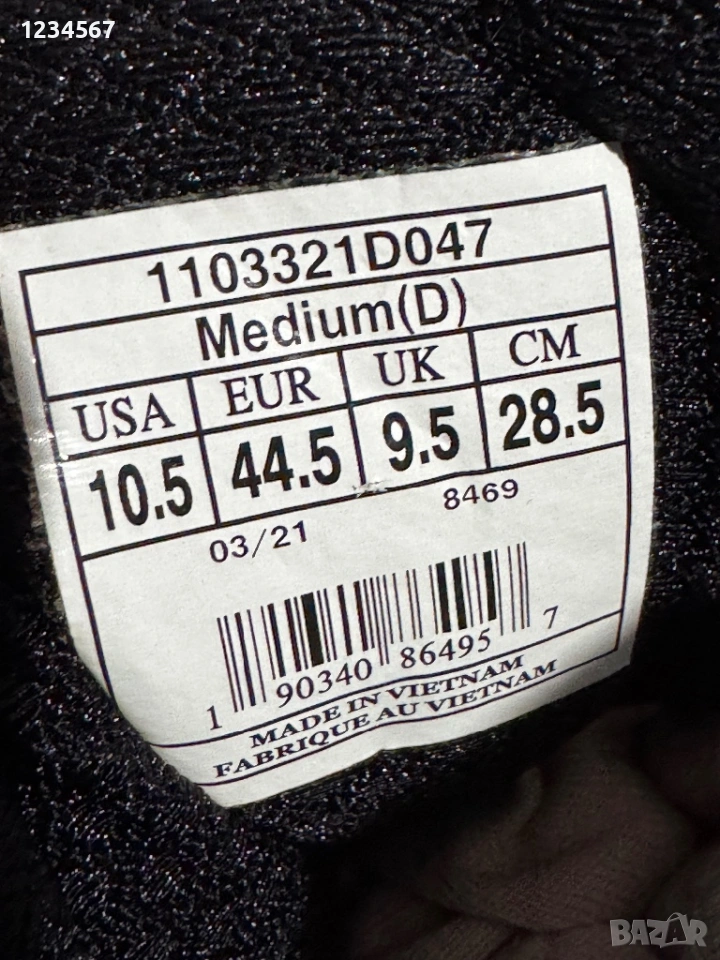 1234567
1103321D047
Medium(D)
USA EUR UK CM
10.5 44.5 9.5 28.5
03/21 8469
1 90340 86495 7
MADE IN VIETNAM
FABRIQUE AU VIETNAM
BAZAR